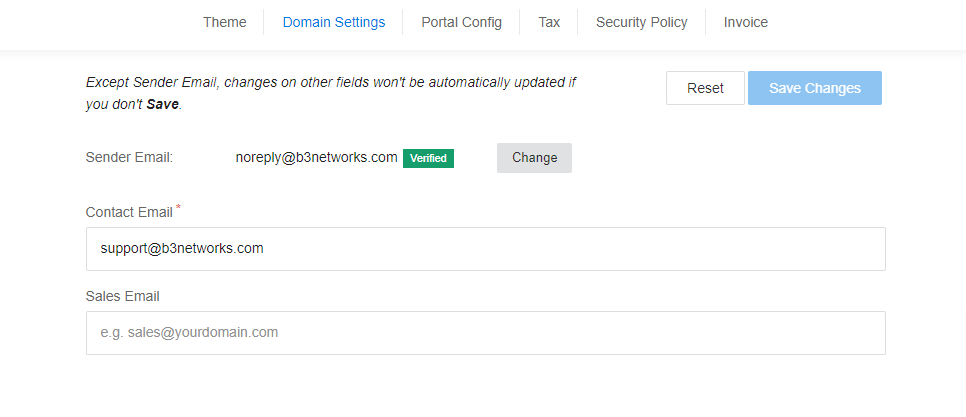 Theme Domain Settings Portal Config Tax Security Policy Invoice
Except Sender Email, changes on other fields won't be automatically updated if
you don't Save.
Reset Save Changes
Sender Email: noreply@b3networks.com Verified Change
Contact Email *
support@b3networks.com
Sales Email
e.g. sales@yourdomain.com